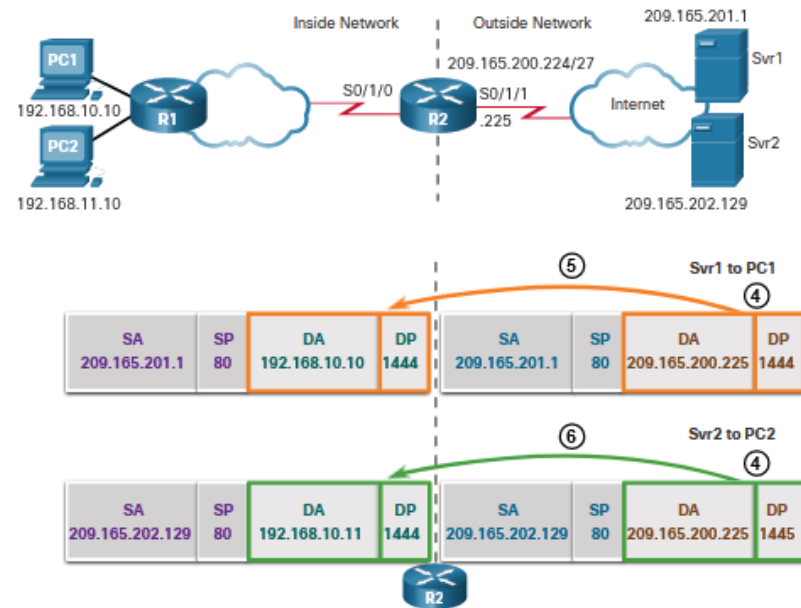 Inside Network
Outside Network
209.165.201.1
PC1
209.165.200.224/27
Svr1
S0/1/0
S0/1/1
192.168.10.10
R1
R2
.225
Internet
PC2
Svr2
192.168.11.10
209.165.202.129
5
Svr1 to PC1
4
SA SP DA DP SA SP DA DP
209.165.201.1 80 192.168.10.10 1444 209.165.201.1 80 209.165.200.225 1444
6
Svr2 to PC2
4
SA SP DA DP SA SP DA DP
209.165.202.129 80 192.168.10.11 1444 209.165.202.129 80 209.165.200.225 1445
R2